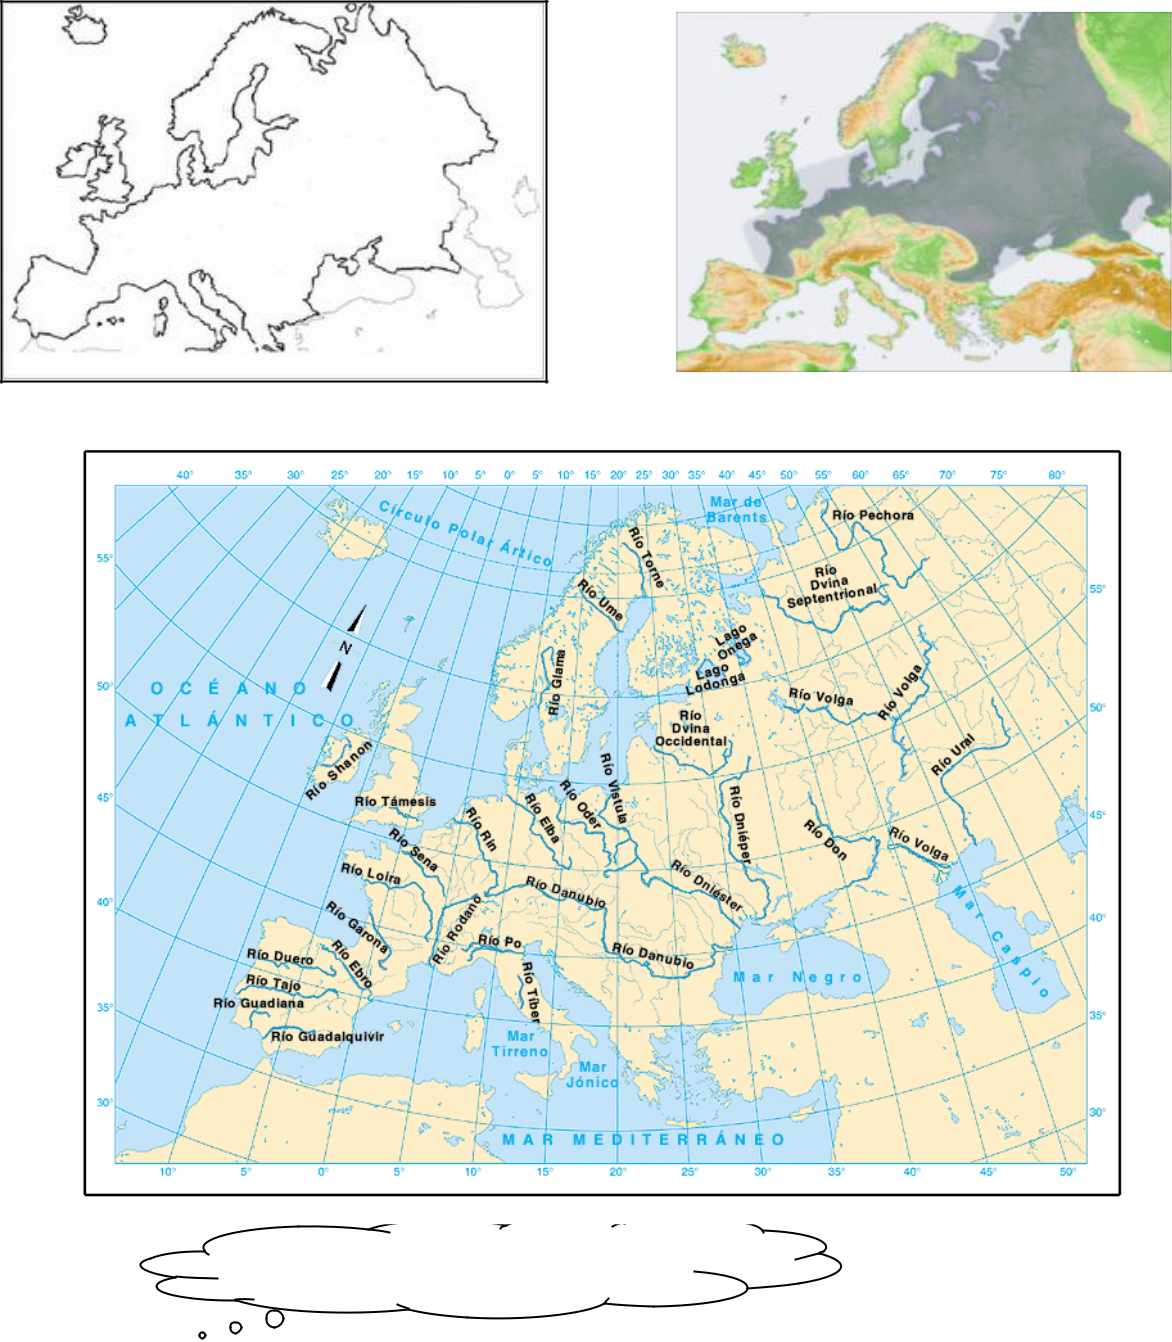 40° 35° 30° 25° 20° 15° 10° 5° 0° 5° 10° 15° 20° 25° 30° 35° 40° 45° 50° 55° 60° 65° 70° 75° 80°
Círculo Polar Ártico
Mar de
Barents
Río Pechora
55°
55°
Río Torne
Río
Dvina
Septentrional
Río Ume
Lago
Onega
Lago
Lodonga
Río Glama
N
50°
OCÉANO
ATLÁNTICO
Río Volga
Río Volga
50°
Río
Dvina
Occidental
Río Ural
Río Shanon
45°
Río Támesis
Río Vístula
Río Oder
Río Elba
Río Rin
Río Dniéper
Río Don
Río Volga
45°
Río Sena
Río Loira
Río Danubio
Río Dniéster
Mar Caspio
40°
40°
Río Garona
Río Rodano
Río Ebro
Río Po
Río Danubio
Río Duero
Río Tajo
Río Guadiana
Río Tíber
Mar Negro
35°
35°
Río Guadalquivir
Mar
Tirreno
Mar
Jónico
30°
30°
MAR MEDITERRÁNEO
10° 5° 0° 5° 10° 15° 20° 25° 30° 35° 40° 45° 50°